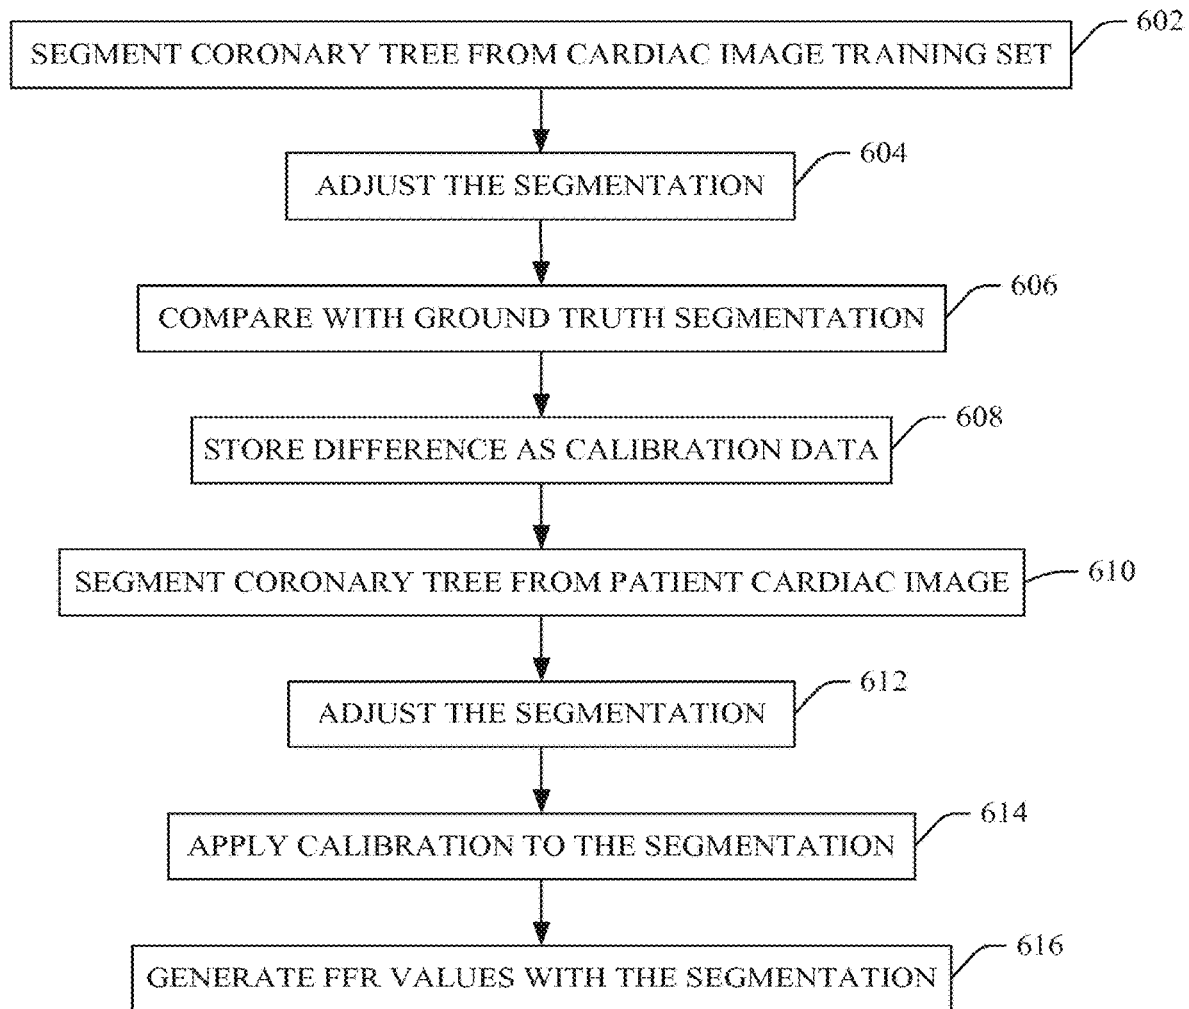 602
SEGMENT CORONARY TREE FROM CARDIAC IMAGE TRAINING SET
604
ADJUST THE SEGMENTATION
606
COMPARE WITH GROUND TRUTH SEGMENTATION
608
STORE DIFFERENCE AS CALIBRATION DATA
SEGMENT CORONARY TREE FROM PATIENT CARDIAC IMAGE
610
612
ADJUST THE SEGMENTATION
614
APPLY CALIBRATION TO THE SEGMENTATION
616
GENERATE FFR VALUES WITH THE SEGMENTATION